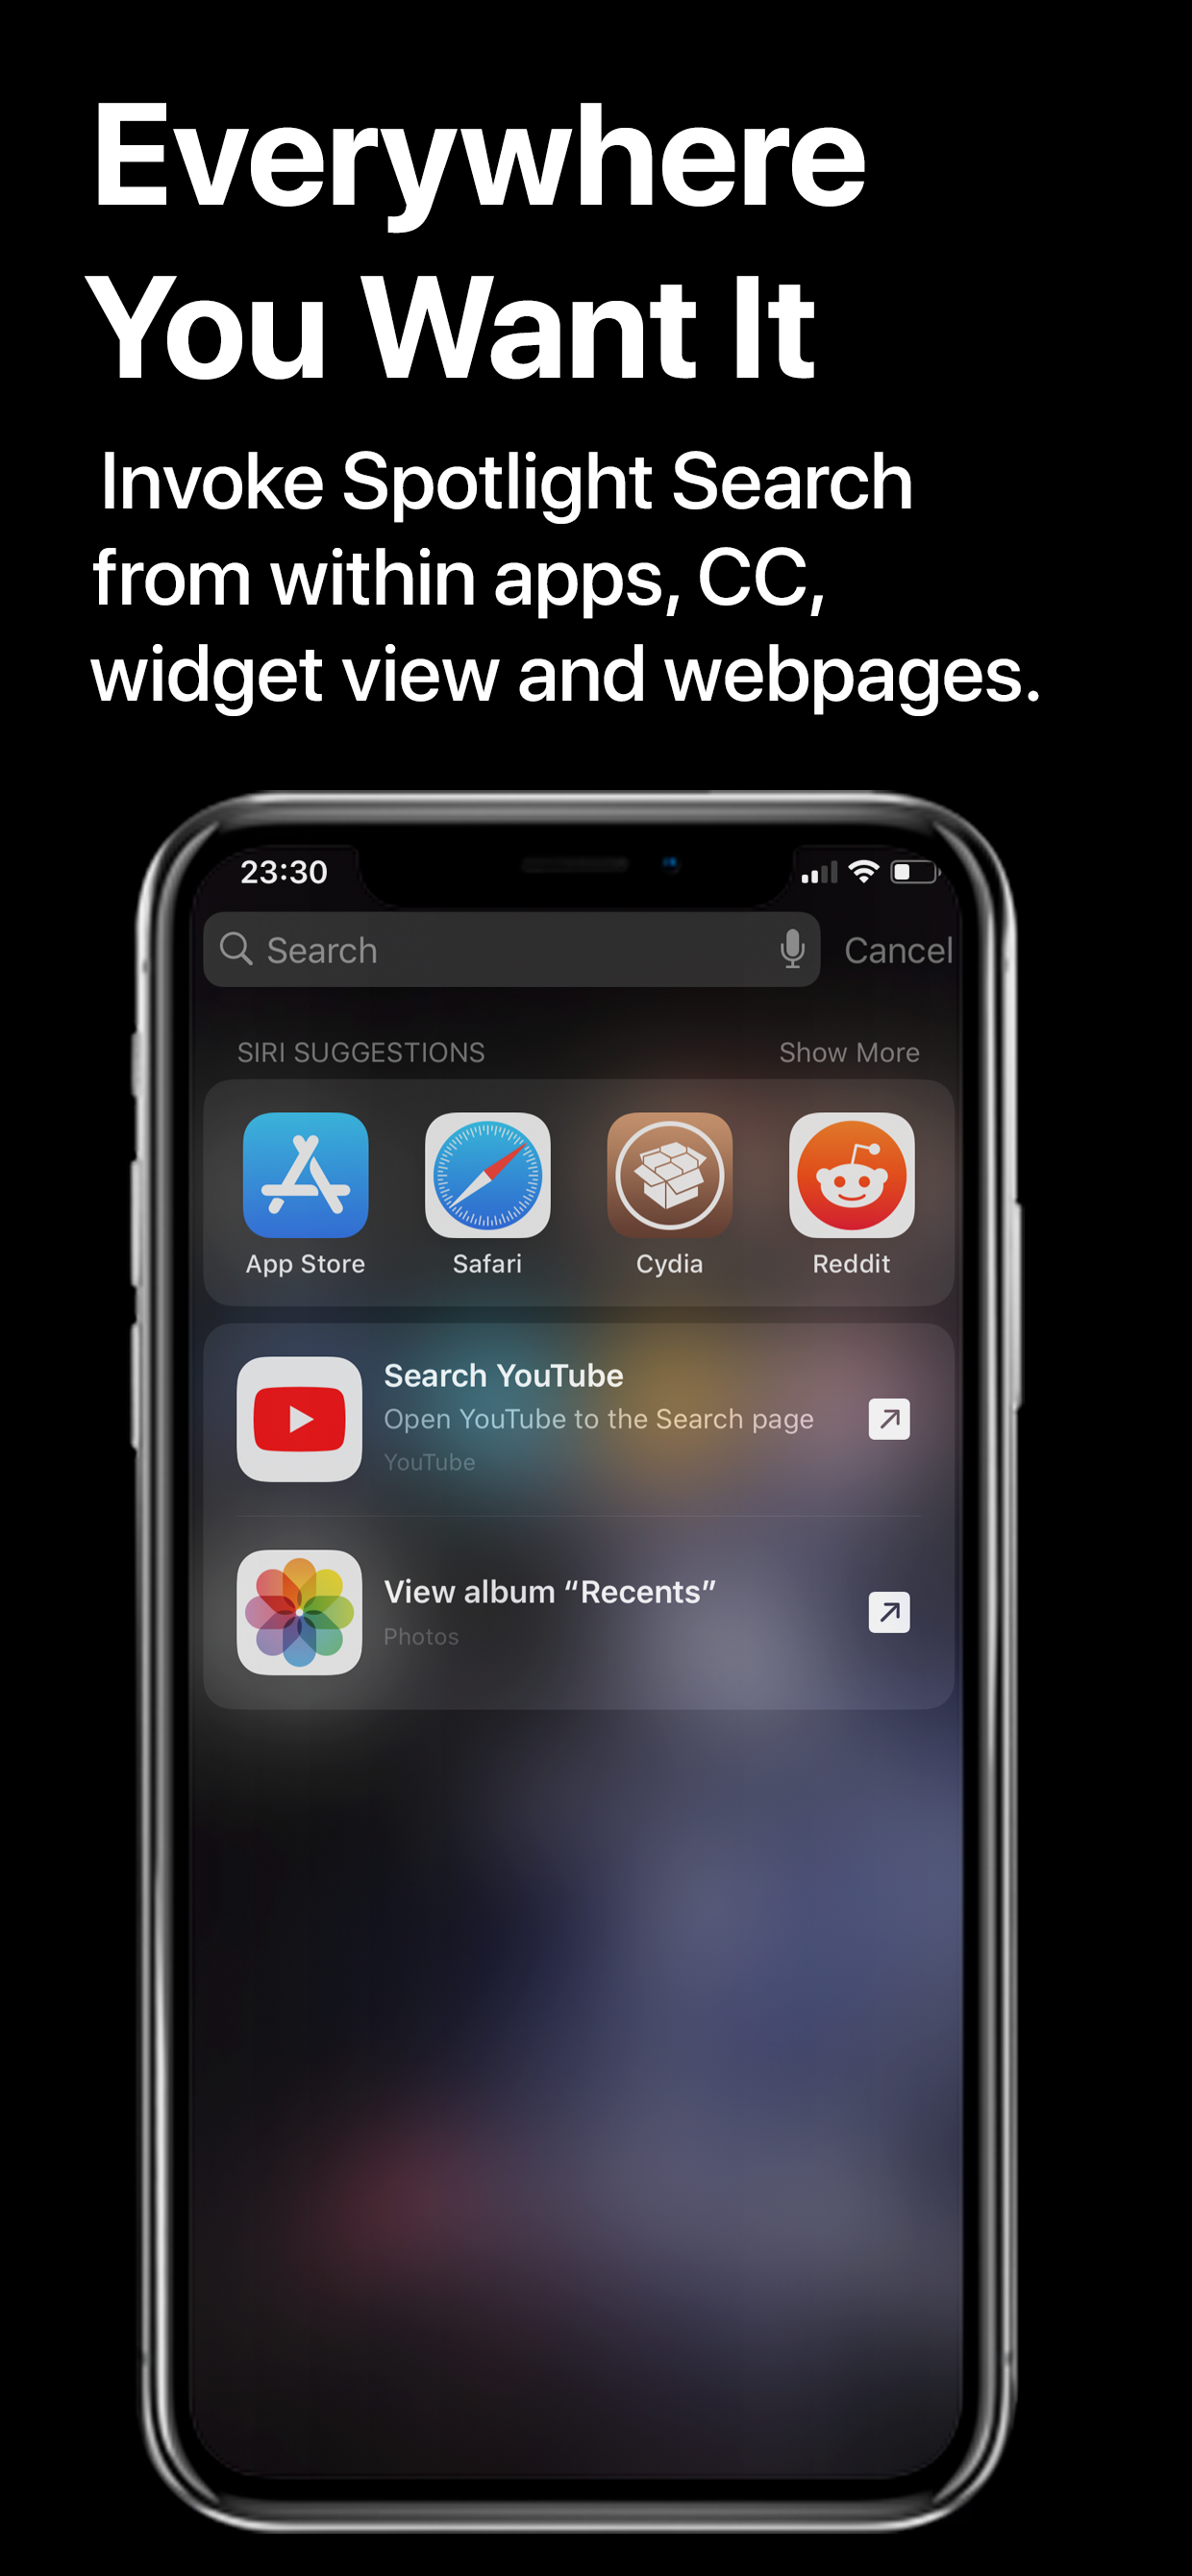 Everywhere
You Want It
Invoke Spotlight Search
from within apps, CC,
widget view and webpages.
23:30
Search
Cancel
SIRI SUGGESTIONS
Show More
App Store
Safari
Cydia
Reddit
Search YouTube
Open YouTube to the Search page
YouTube
View album “Recents”
Photos